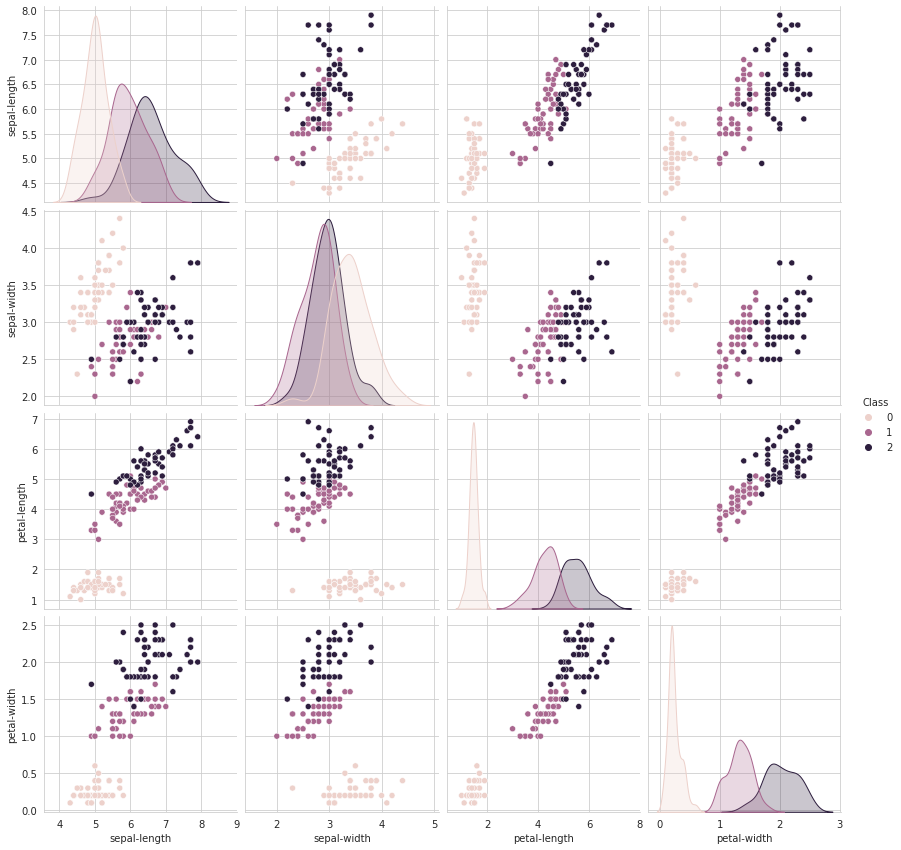 8.0
7.5
7.0
6.5
6.0
5.5
5.0
4.5
sepal-length
4.5
4.0
3.5
3.0
2.5
2.0
sepal-width
Class
0
1
2
7
6
5
4
3
2
1
petal-length
2.5
2.0
1.5
1.0
0.5
0.0
petal-width
4 5 6 7 8 9
sepal-length
2 3 4 5
sepal-width
2 4 6 8
petal-length
0 1 2 3
petal-width